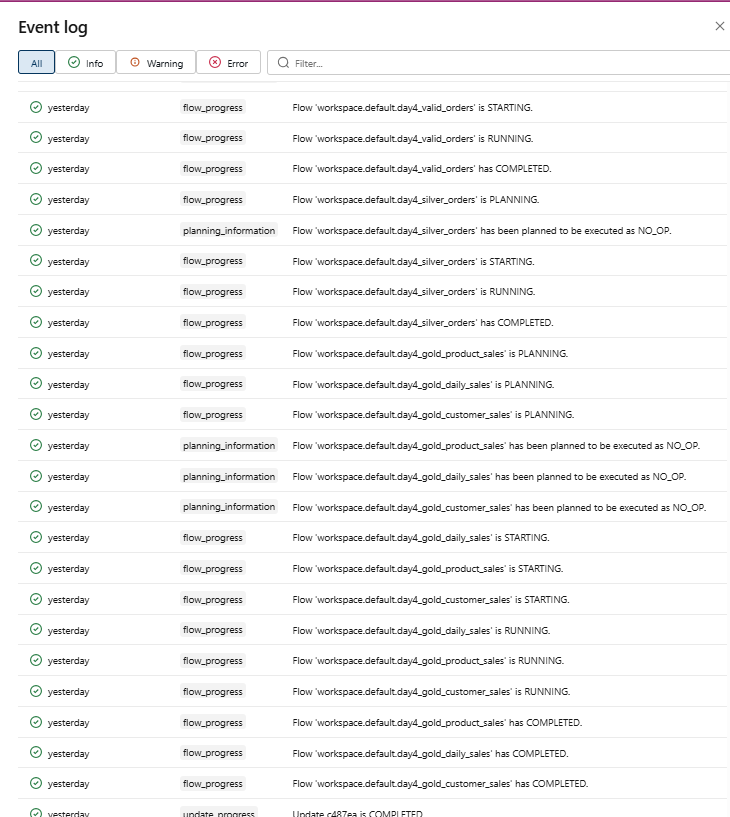 Event log
All Info Warning Error Filter...
yesterday flow_progress Flow 'workspace.default.day4_valid_orders' is STARTING.
yesterday flow_progress Flow 'workspace.default.day4_valid_orders' is RUNNING.
yesterday flow_progress Flow 'workspace.default.day4_valid_orders' has COMPLETED.
yesterday flow_progress Flow 'workspace.default.day4_silver_orders' is PLANNING.
yesterday planning_information Flow 'workspace.default.day4_silver_orders' has been planned to be executed as NO_OP.
yesterday flow_progress Flow 'workspace.default.day4_silver_orders' is STARTING.
yesterday flow_progress Flow 'workspace.default.day4_silver_orders' is RUNNING.
yesterday flow_progress Flow 'workspace.default.day4_silver_orders' has COMPLETED.
yesterday flow_progress Flow 'workspace.default.day4_gold_product_sales' is PLANNING.
yesterday flow_progress Flow 'workspace.default.day4_gold_daily_sales' is PLANNING.
yesterday flow_progress Flow 'workspace.default.day4_gold_customer_sales' is PLANNING.
yesterday planning_information Flow 'workspace.default.day4_gold_product_sales' has been planned to be executed as NO_OP.
yesterday planning_information Flow 'workspace.default.day4_gold_daily_sales' has been planned to be executed as NO_OP.
yesterday planning_information Flow 'workspace.default.day4_gold_customer_sales' has been planned to be executed as NO_OP.
yesterday flow_progress Flow 'workspace.default.day4_gold_daily_sales' is STARTING.
yesterday flow_progress Flow 'workspace.default.day4_gold_product_sales' is STARTING.
yesterday flow_progress Flow 'workspace.default.day4_gold_customer_sales' is STARTING.
yesterday flow_progress Flow 'workspace.default.day4_gold_daily_sales' is RUNNING.
yesterday flow_progress Flow 'workspace.default.day4_gold_product_sales' is RUNNING.
yesterday flow_progress Flow 'workspace.default.day4_gold_customer_sales' is RUNNING.
yesterday flow_progress Flow 'workspace.default.day4_gold_product_sales' has COMPLETED.
yesterday flow_progress Flow 'workspace.default.day4_gold_daily_sales' has COMPLETED.
yesterday flow_progress Flow 'workspace.default.day4_gold_customer_sales' has COMPLETED.
yesterday update_progress Update c487ea is COMPLETED.